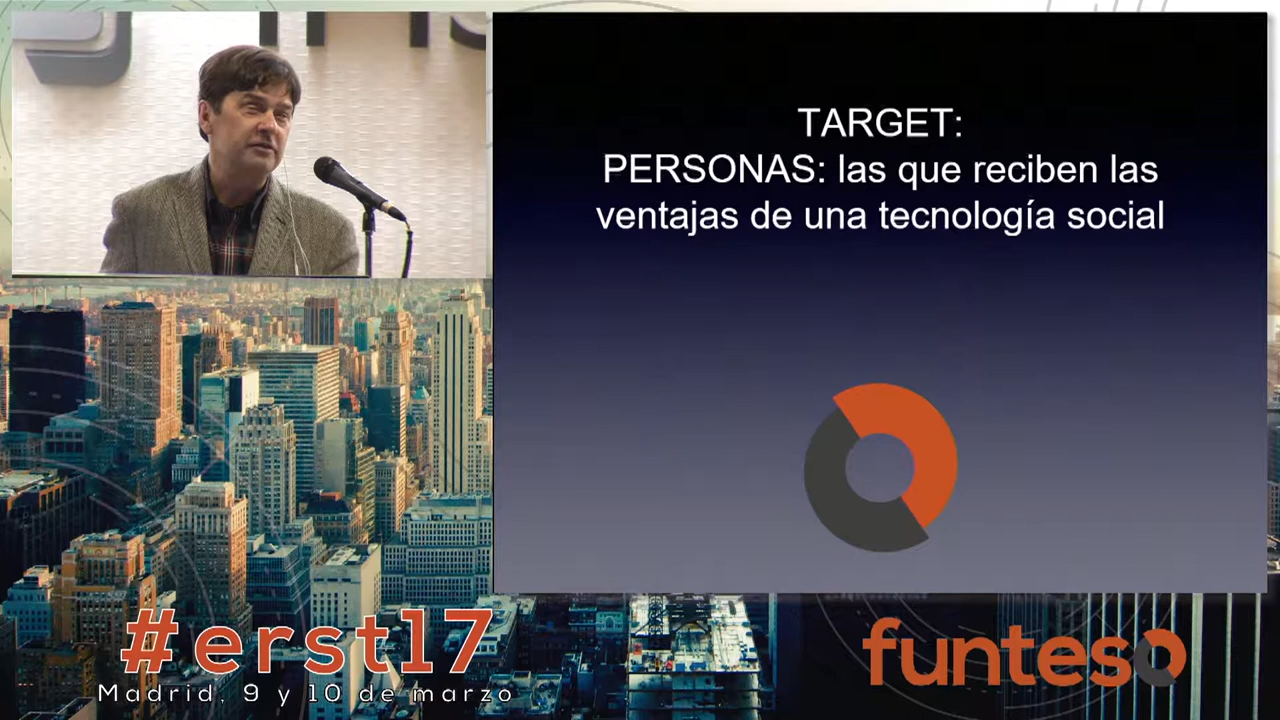 TARGET:
PERSONAS: las que reciben las
ventajas de una tecnología social
#erst17
Madrid, 9 y 10 de marzo
funteso